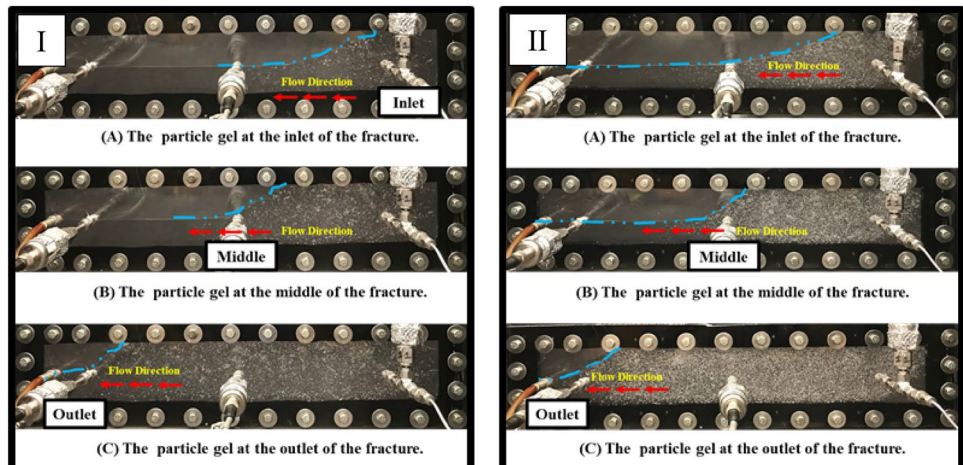 I
Flow Direction
Inlet
(A) The particle gel at the inlet of the fracture.
Flow Direction
Middle
(B) The particle gel at the middle of the fracture.
Flow Direction
Outlet
(C) The particle gel at the outlet of the fracture.
II
Flow Direction
(A) The particle gel at the inlet of the fracture.
Flow Direction
Middle
(B) The particle gel at the middle of the fracture.
Flow Direction
Outlet
(C) The particle gel at the outlet of the fracture.